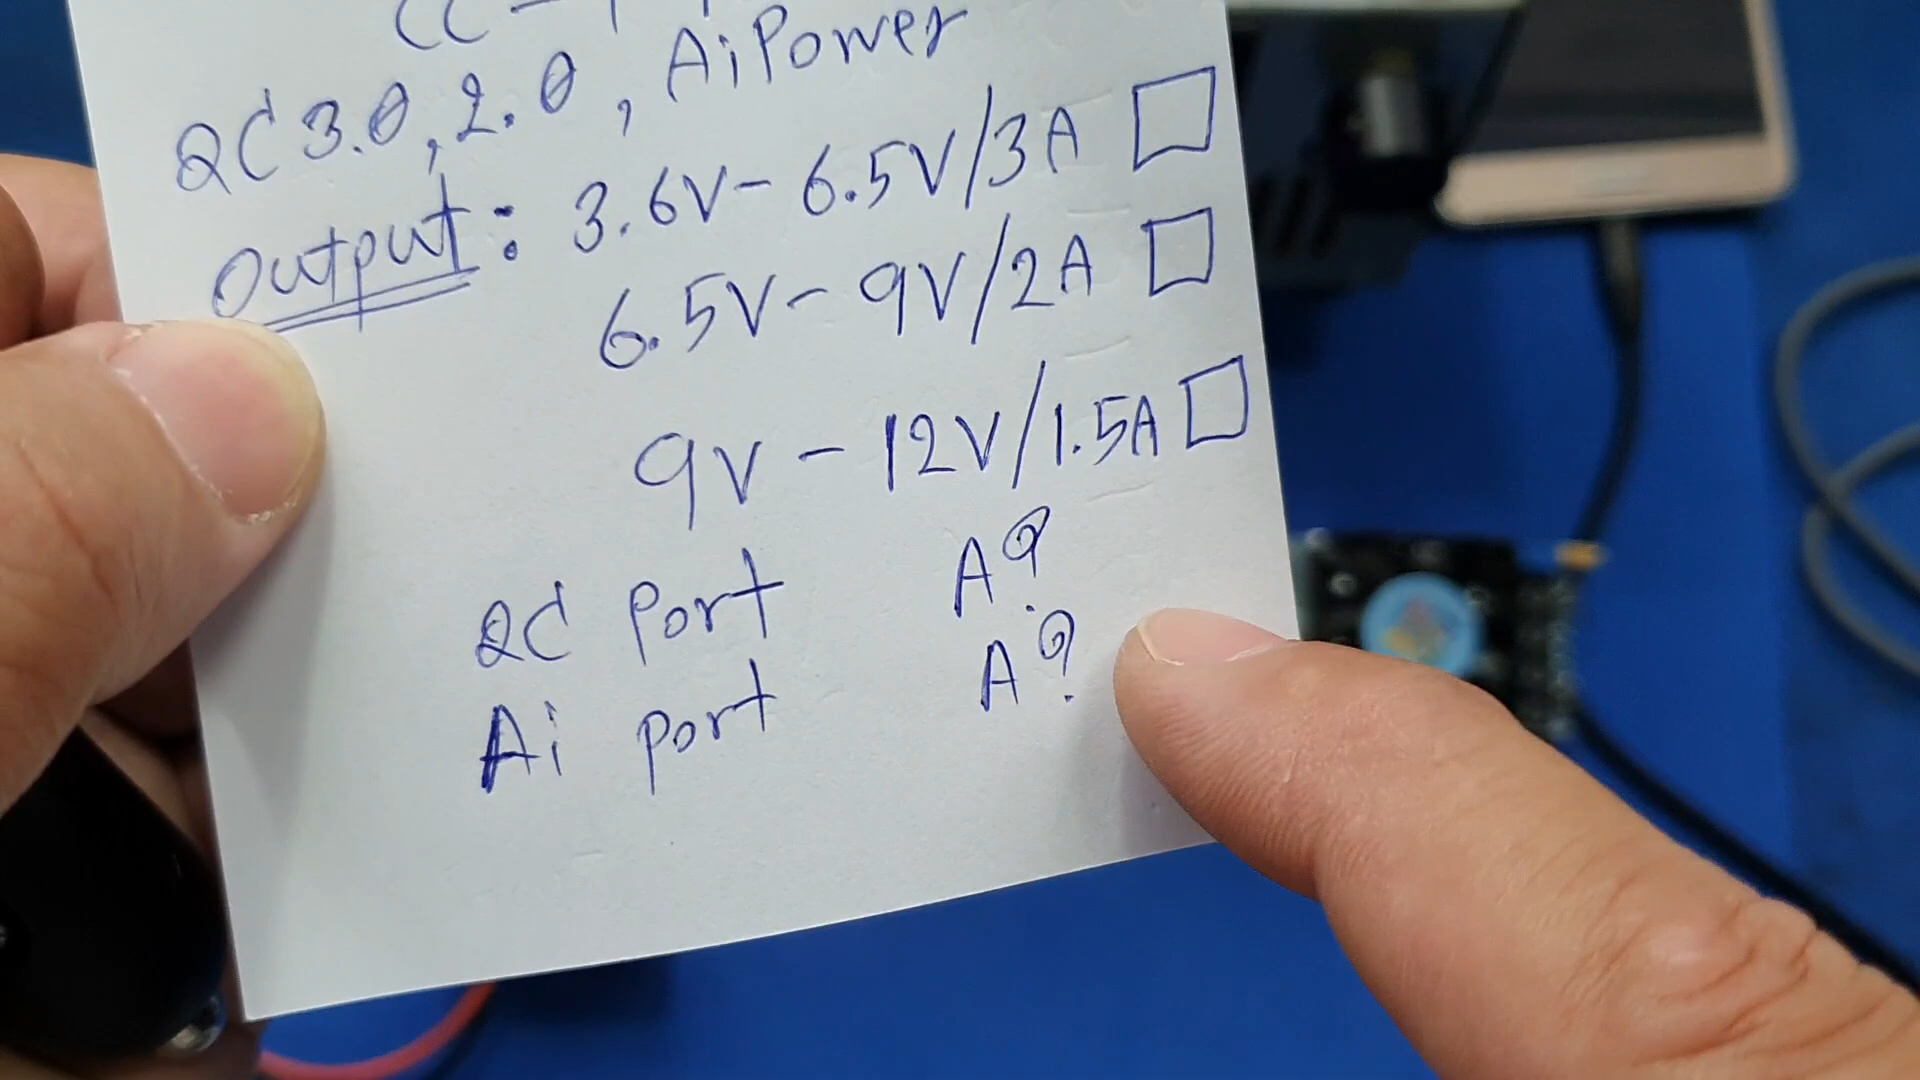 QC 3.0, 2.0, AiPower
Output: 3.6V - 6.5V/3A
6.5V - 9V/2A
9V - 12V/1.5A
QC Port A?
Ai Port A?